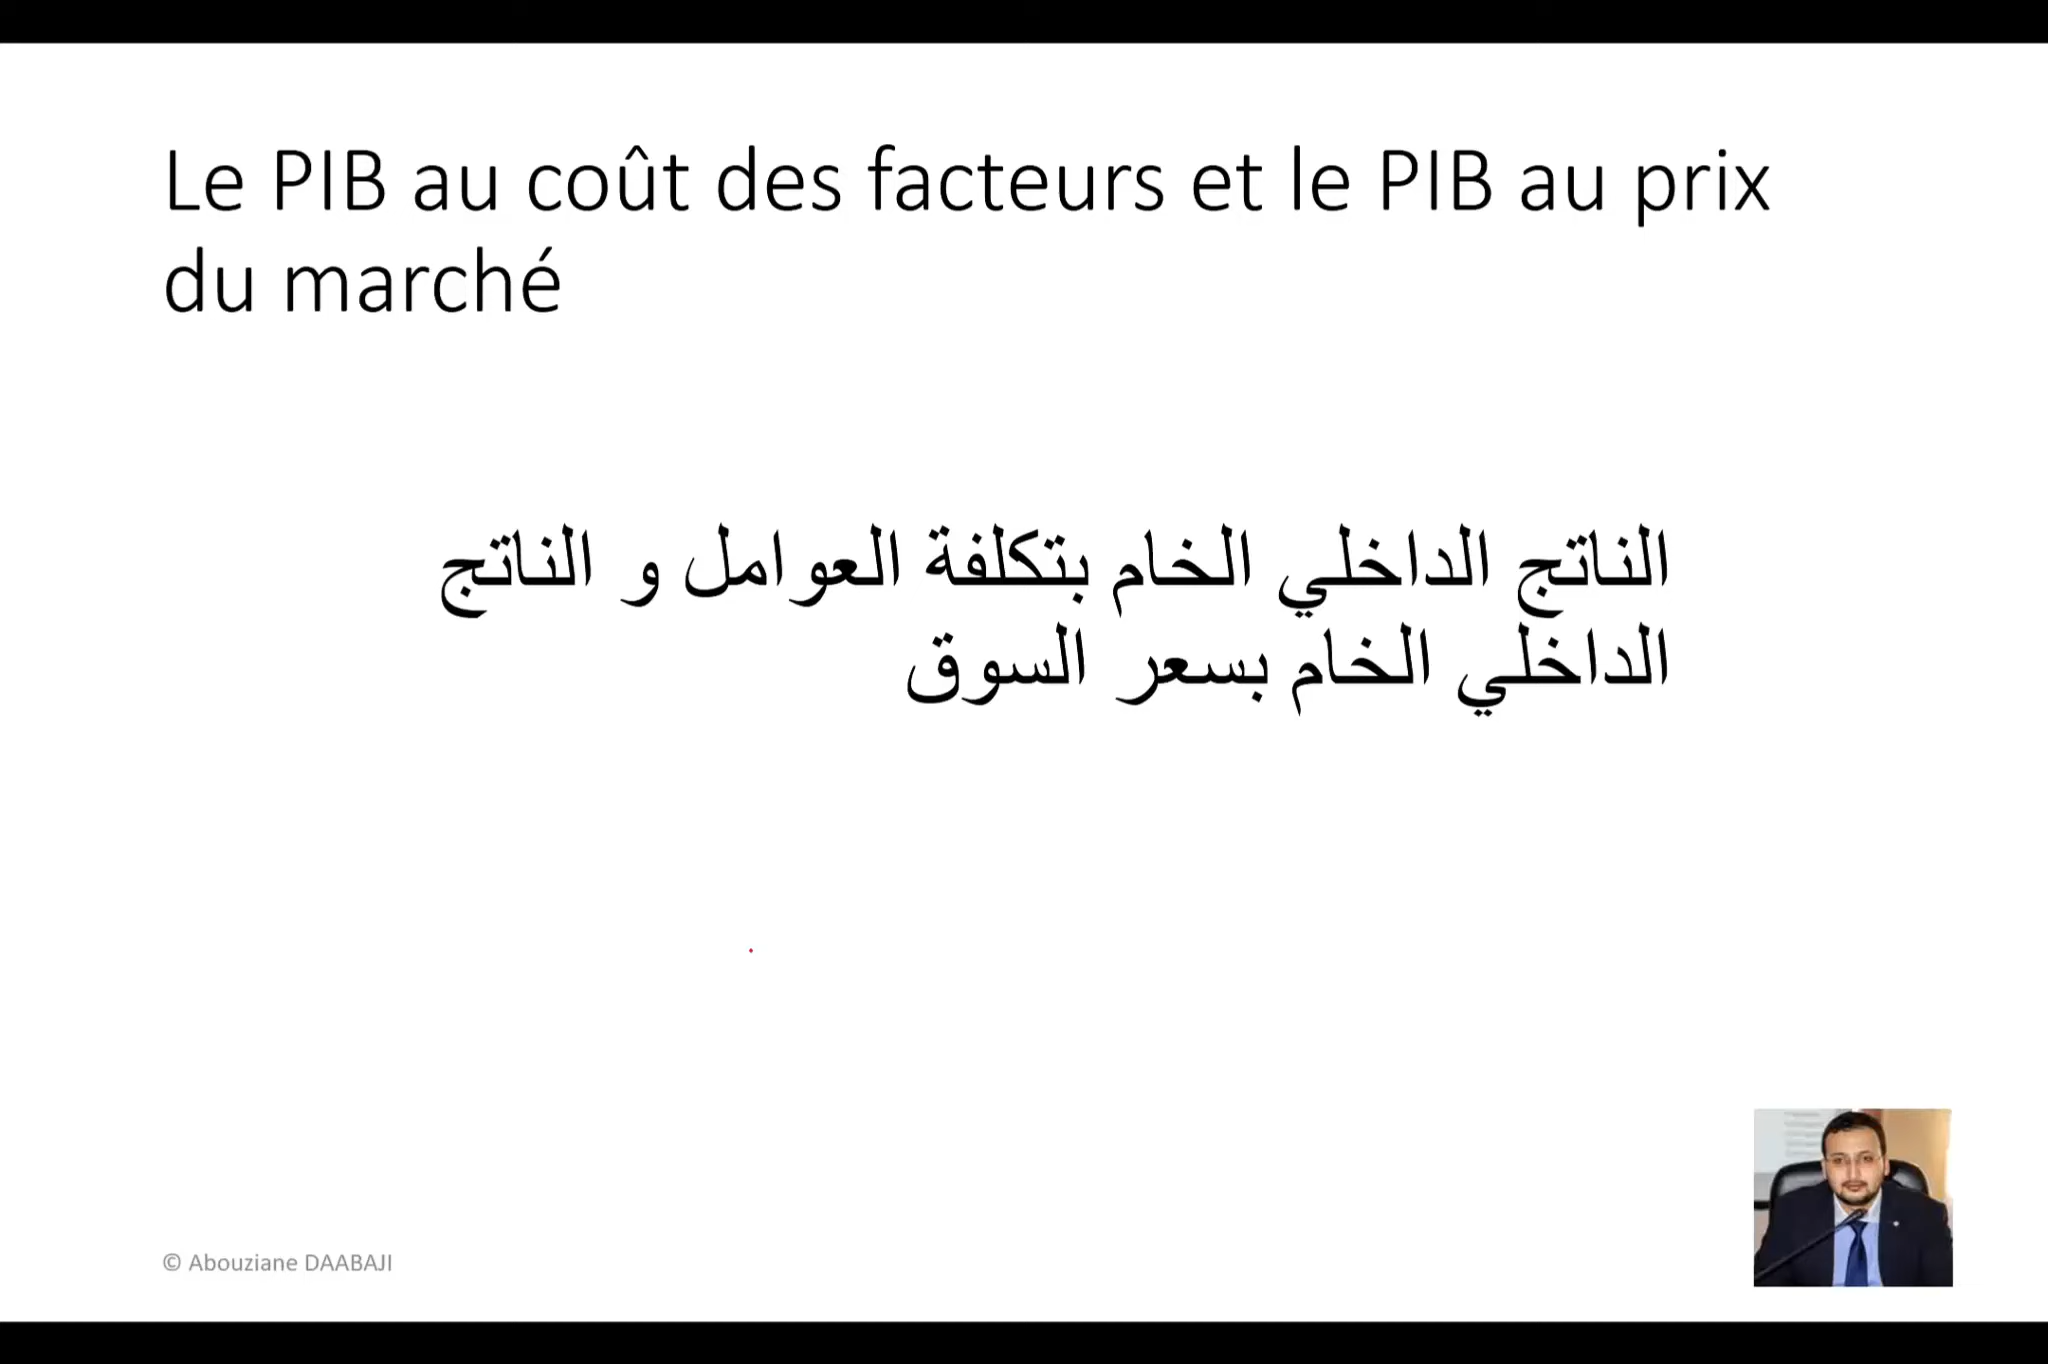 Le PIB au coût des facteurs et le PIB au prix
du marché
الناتج الداخلي الخام بتكلفة العوامل و الناتج
الداخلي الخام بسعر السوق
© Abouziane DAABAJI